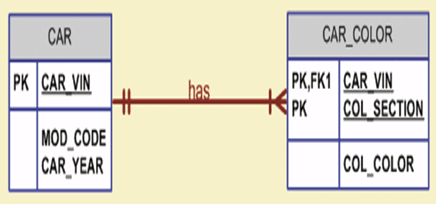 CAR
PK CAR_VIN
MOD_CODE
CAR_YEAR
has
CAR_COLOR
PK,FK1 CAR_VIN
PK COL_SECTION
COL_COLOR